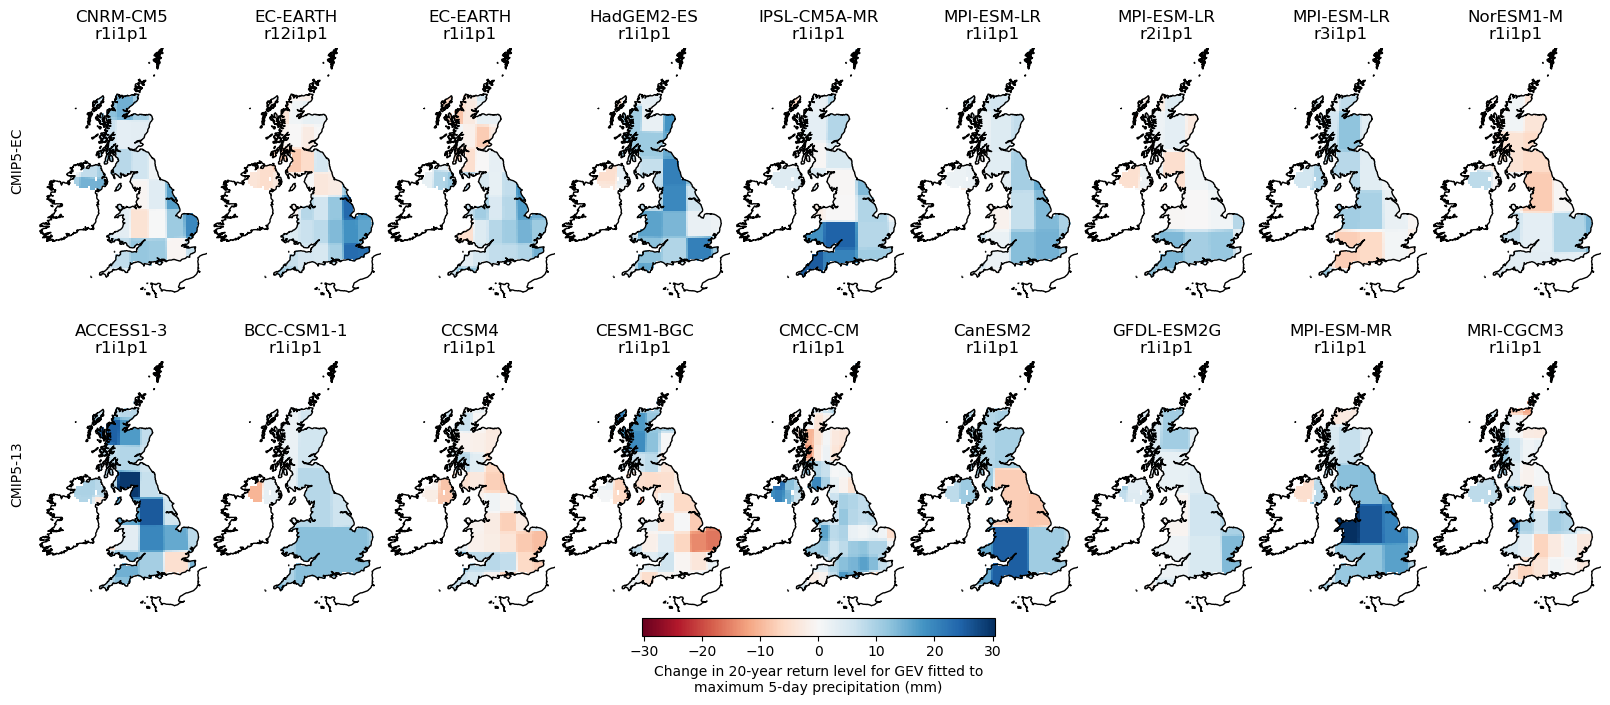 CNRM-CM5
r1i1p1
EC-EARTH
r12i1p1
EC-EARTH
r1i1p1
HadGEM2-ES
r1i1p1
IPSL-CM5A-MR
r1i1p1
MPI-ESM-LR
r1i1p1
MPI-ESM-LR
r2i1p1
MPI-ESM-LR
r3i1p1
NorESM1-M
r1i1p1
CMIP5-EC
ACCESS1-3
r1i1p1
BCC-CSM1-1
r1i1p1
CCSM4
r1i1p1
CESM1-BGC
r1i1p1
CMCC-CM
r1i1p1
CanESM2
r1i1p1
GFDL-ESM2G
r1i1p1
MPI-ESM-MR
r1i1p1
MRI-CGCM3
r1i1p1
CMIP5-13
−30 −20 −10 0 10 20 30
Change in 20-year return level for GEV fitted to
maximum 5-day precipitation (mm)